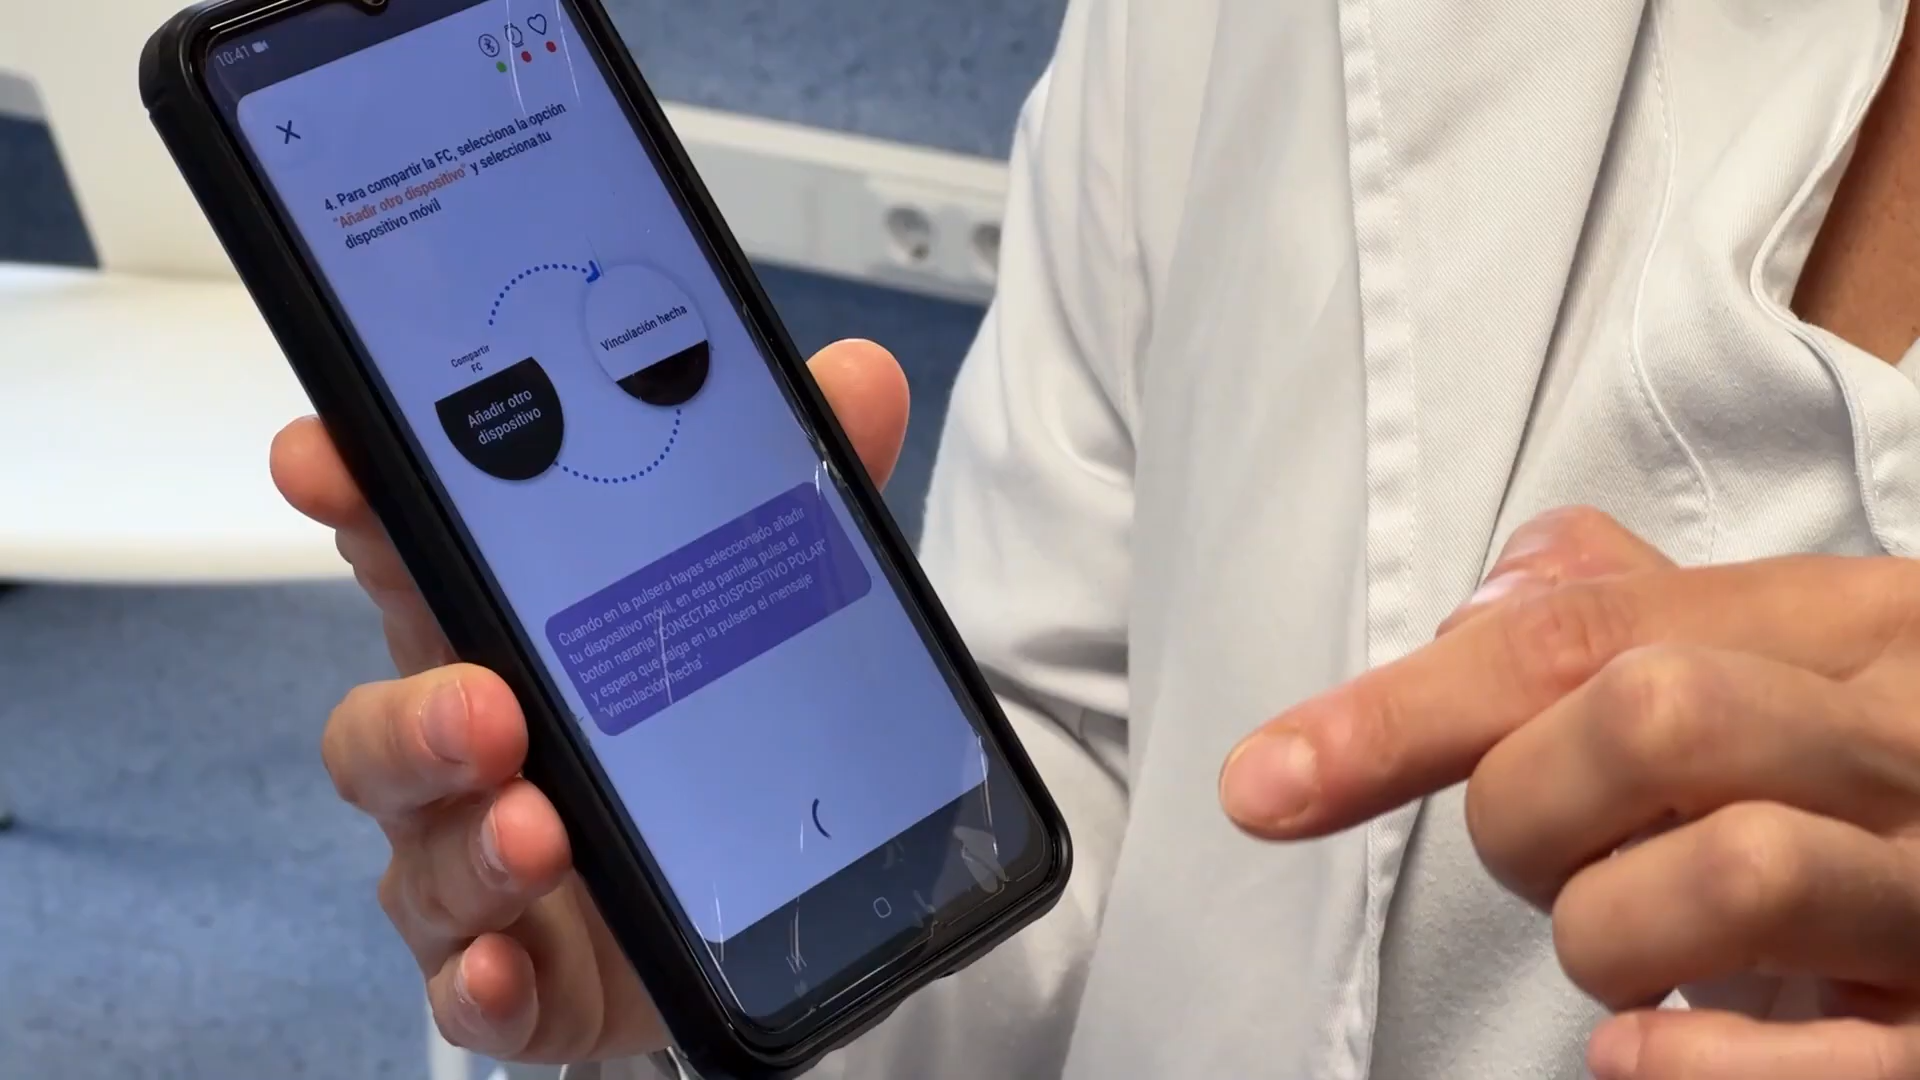 10:41
4. Para compartir la FC, selecciona la opción
"Añadir otro dispositivo" y selecciona tu
dispositivo móvil
Compartir
FC
Añadir otro
dispositivo
Vinculación hecha
Cuando en la pulsera hayas seleccionado añadir
tu dispositivo móvil, en esta pantalla pulsa el
botón naranja "CONECTAR DISPOSITIVO POLAR"
y espera que salga en la pulsera el mensaje
"Vinculación hecha".